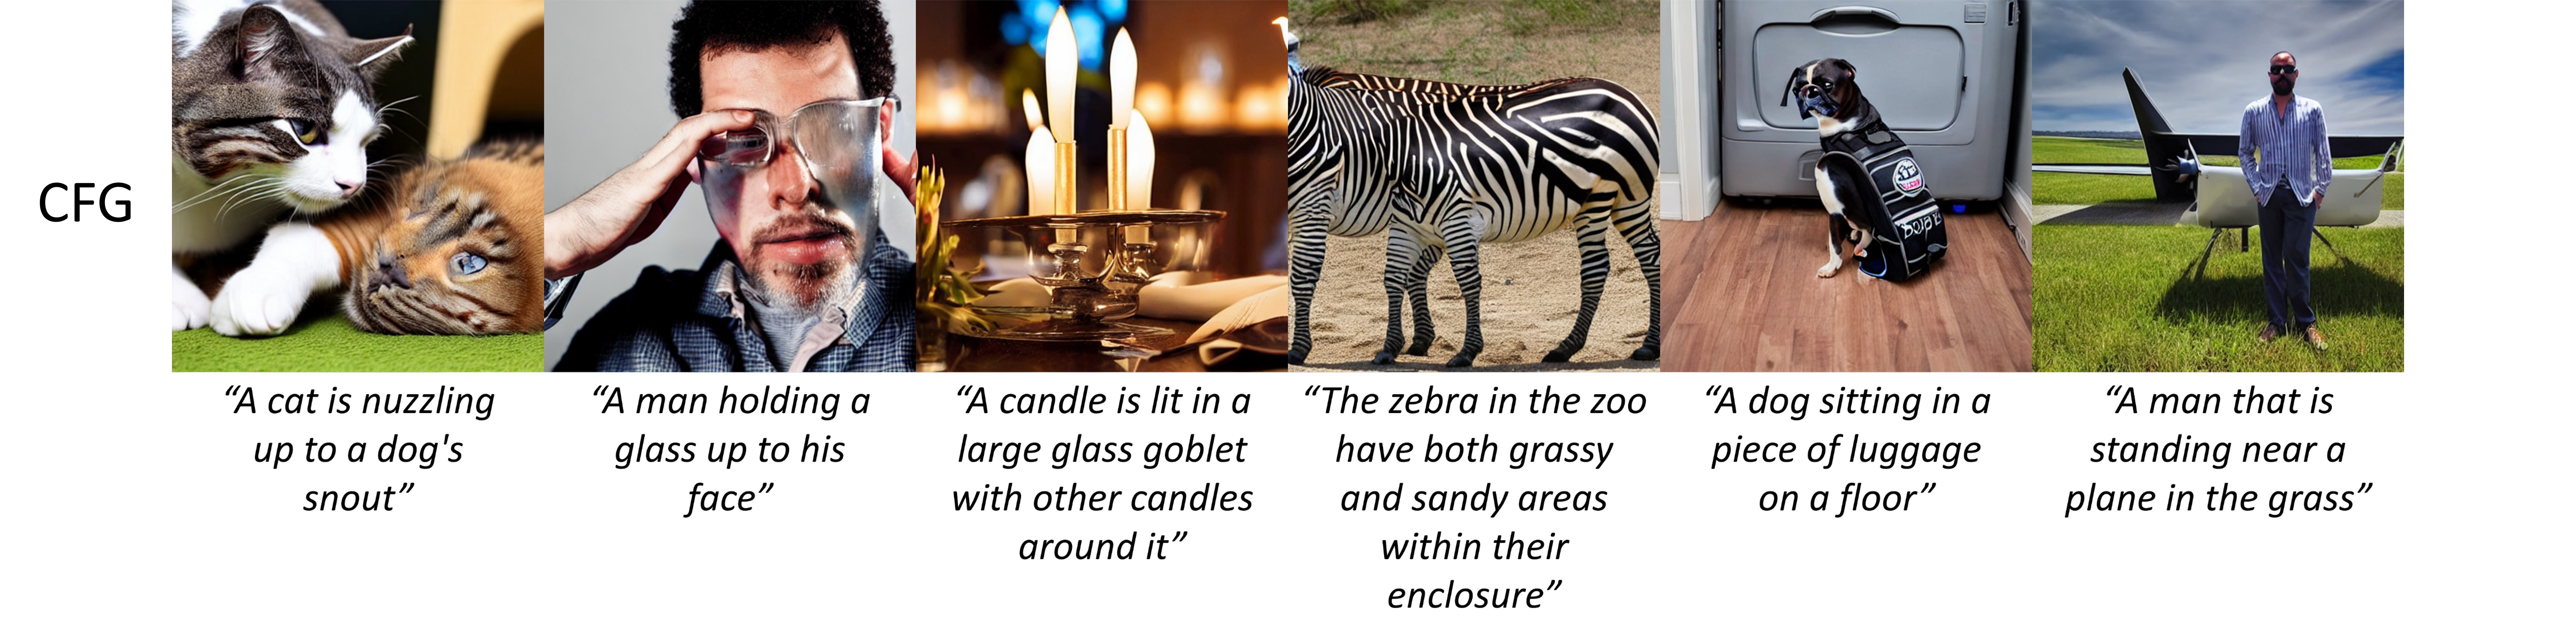 CFG
“A cat is nuzzling
up to a dog's
snout”
“A man holding a
glass up to his
face”
“A candle is lit in a
large glass goblet
with other candles
around it”
“The zebra in the zoo
have both grassy
and sandy areas
within their
enclosure”
“A dog sitting in a
piece of luggage
on a floor”
“A man that is
standing near a
plane in the grass”